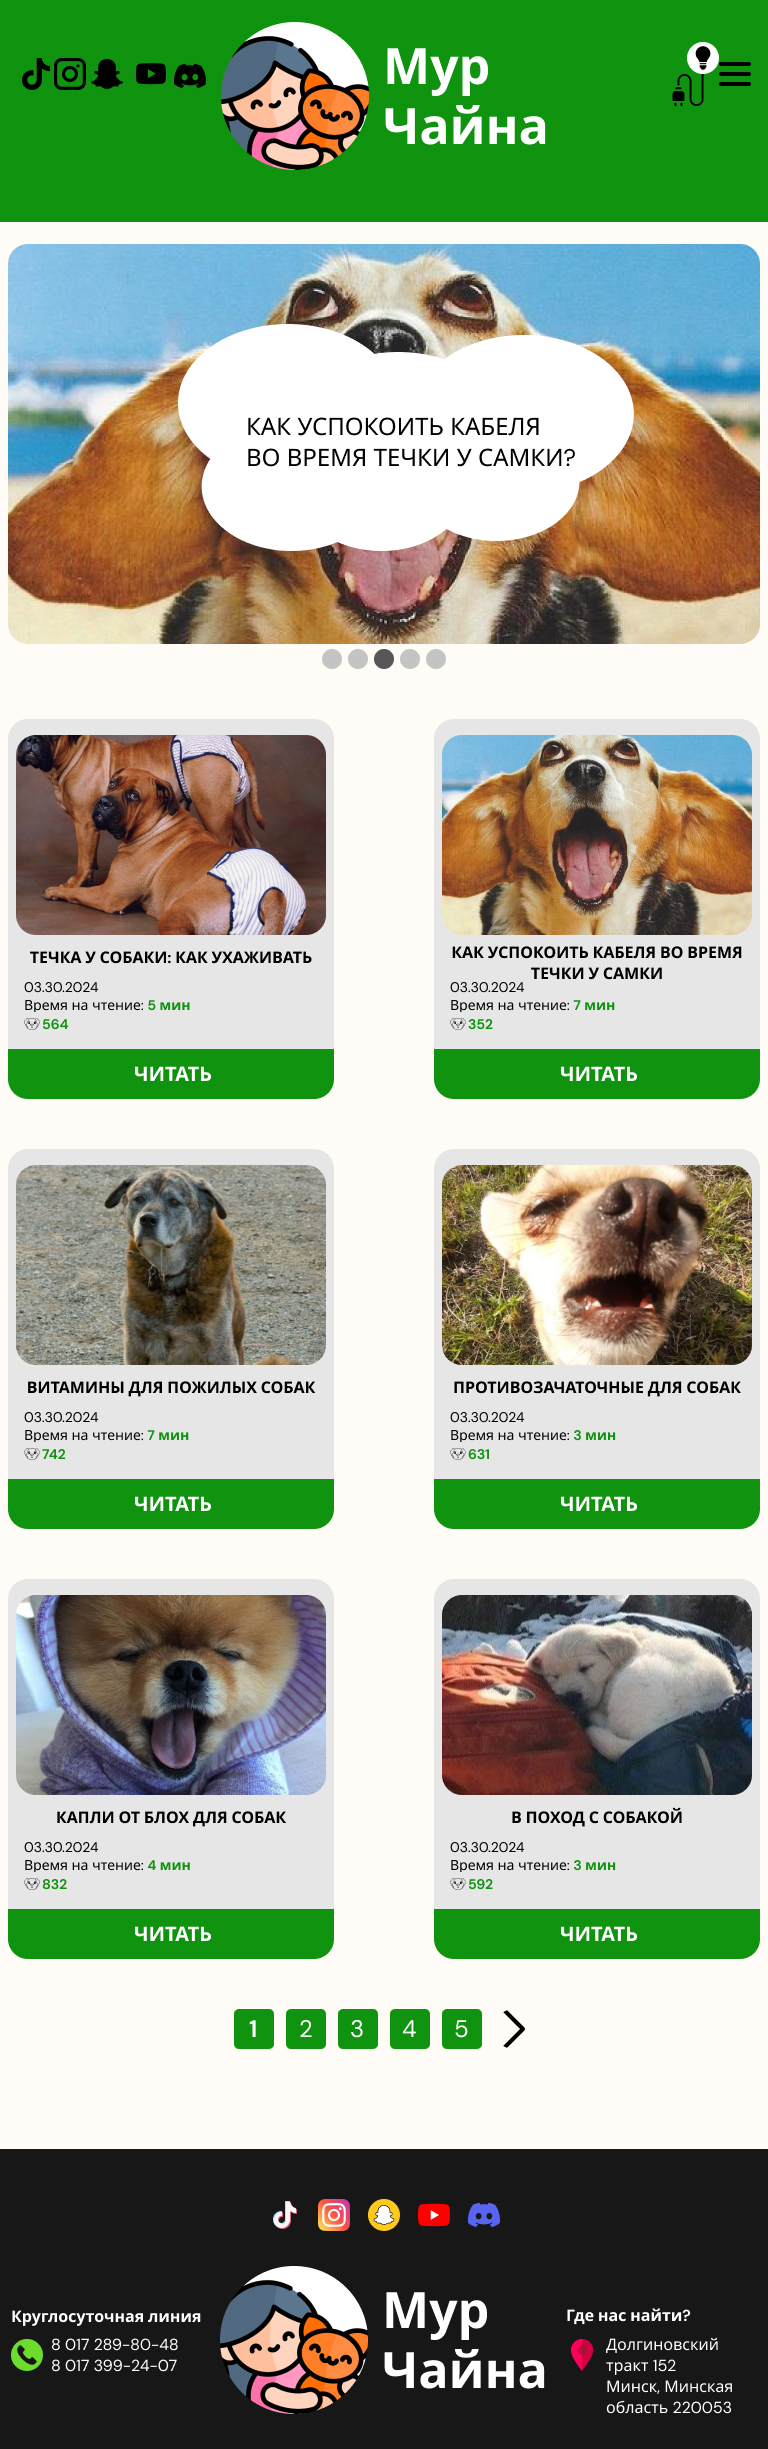 Мур
Чайна
КАК УСПОКОИТЬ КАБЕЛЯ
ВО ВРЕМЯ ТЕЧКИ У САМКИ?
ТЕЧКА У СОБАКИ: КАК УХАЖИВАТЬ
03.30.2024
Время на чтение: 5 мин
564
ЧИТАТЬ
КАК УСПОКОИТЬ КАБЕЛЯ ВО ВРЕМЯ
ТЕЧКИ У САМКИ
03.30.2024
Время на чтение: 7 мин
352
ЧИТАТЬ
ВИТАМИНЫ ДЛЯ ПОЖИЛЫХ СОБАК
03.30.2024
Время на чтение: 7 мин
742
ЧИТАТЬ
ПРОТИВОЗАЧАТОЧНЫЕ ДЛЯ СОБАК
03.30.2024
Время на чтение: 3 мин
631
ЧИТАТЬ
КАПЛИ ОТ БЛОХ ДЛЯ СОБАК
03.30.2024
Время на чтение: 4 мин
832
ЧИТАТЬ
В ПОХОД С СОБАКОЙ
03.30.2024
Время на чтение: 3 мин
592
ЧИТАТЬ
1 2 3 4 5
Круглосуточная линия
8 017 289-80-48
8 017 399-24-07
Мур
Чайна
Где нас найти?
Долгиновский
тракт 152
Минск, Минская
область 220053